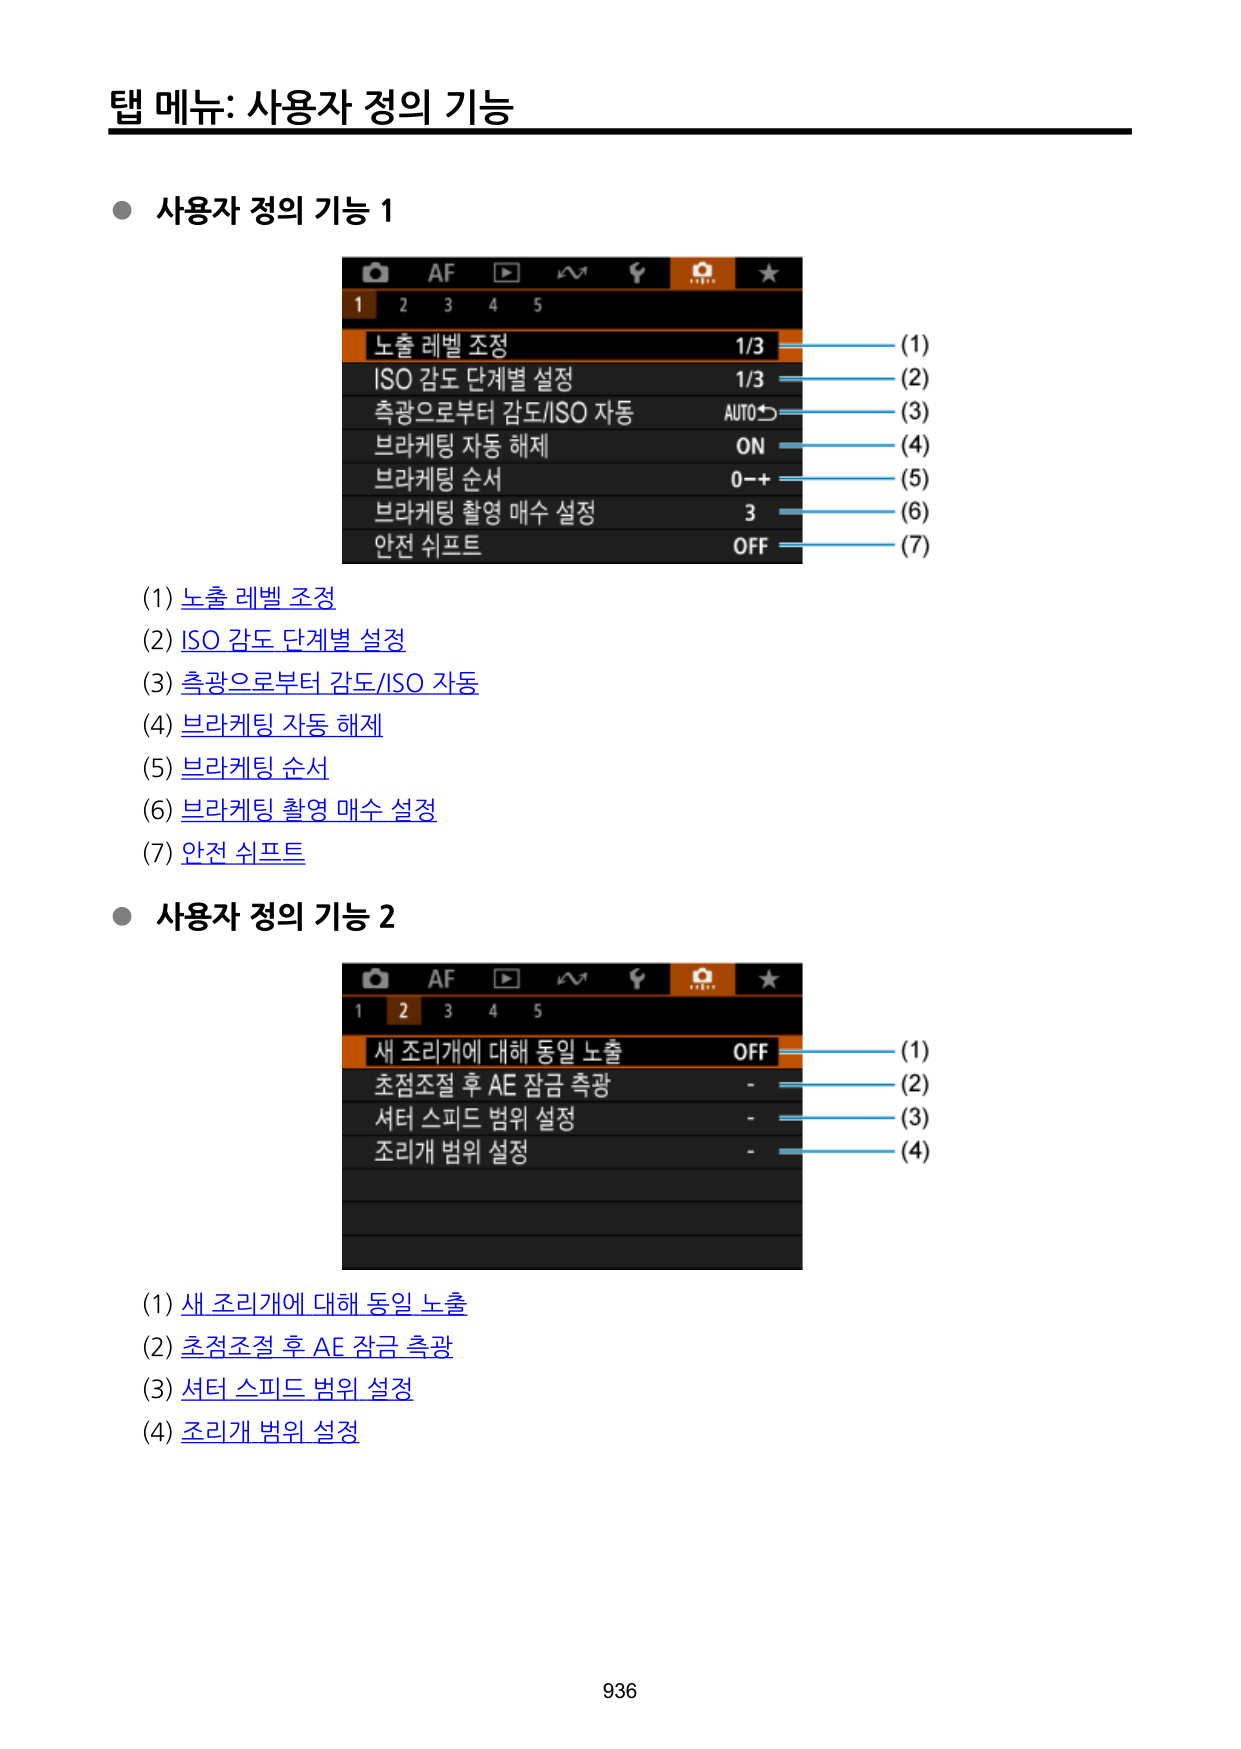 탭 메뉴: 사용자 정의 기능
사용자 정의 기능 1
AF
1 2 3 4 5
노출 레벨 조정 1/3 (1)
ISO 감도 단계별 설정 1/3 (2)
측광으로부터 감도/ISO 자동 AUTO (3)
브라케팅 자동 해제 ON (4)
브라케팅 순서 0−+ (5)
브라케팅 촬영 매수 설정 3 (6)
안전 쉬프트 OFF (7)
(1) 노출 레벨 조정
(2) ISO 감도 단계별 설정
(3) 측광으로부터 감도/ISO 자동
(4) 브라케팅 자동 해제
(5) 브라케팅 순서
(6) 브라케팅 촬영 매수 설정
(7) 안전 쉬프트
사용자 정의 기능 2
AF
1 2 3 4 5
새 조리개에 대해 동일 노출 OFF (1)
초점조절 후 AE 잠금 측광 - (2)
셔터 스피드 범위 설정 - (3)
조리개 범위 설정 - (4)
(1) 새 조리개에 대해 동일 노출
(2) 초점조절 후 AE 잠금 측광
(3) 셔터 스피드 범위 설정
(4) 조리개 범위 설정
936